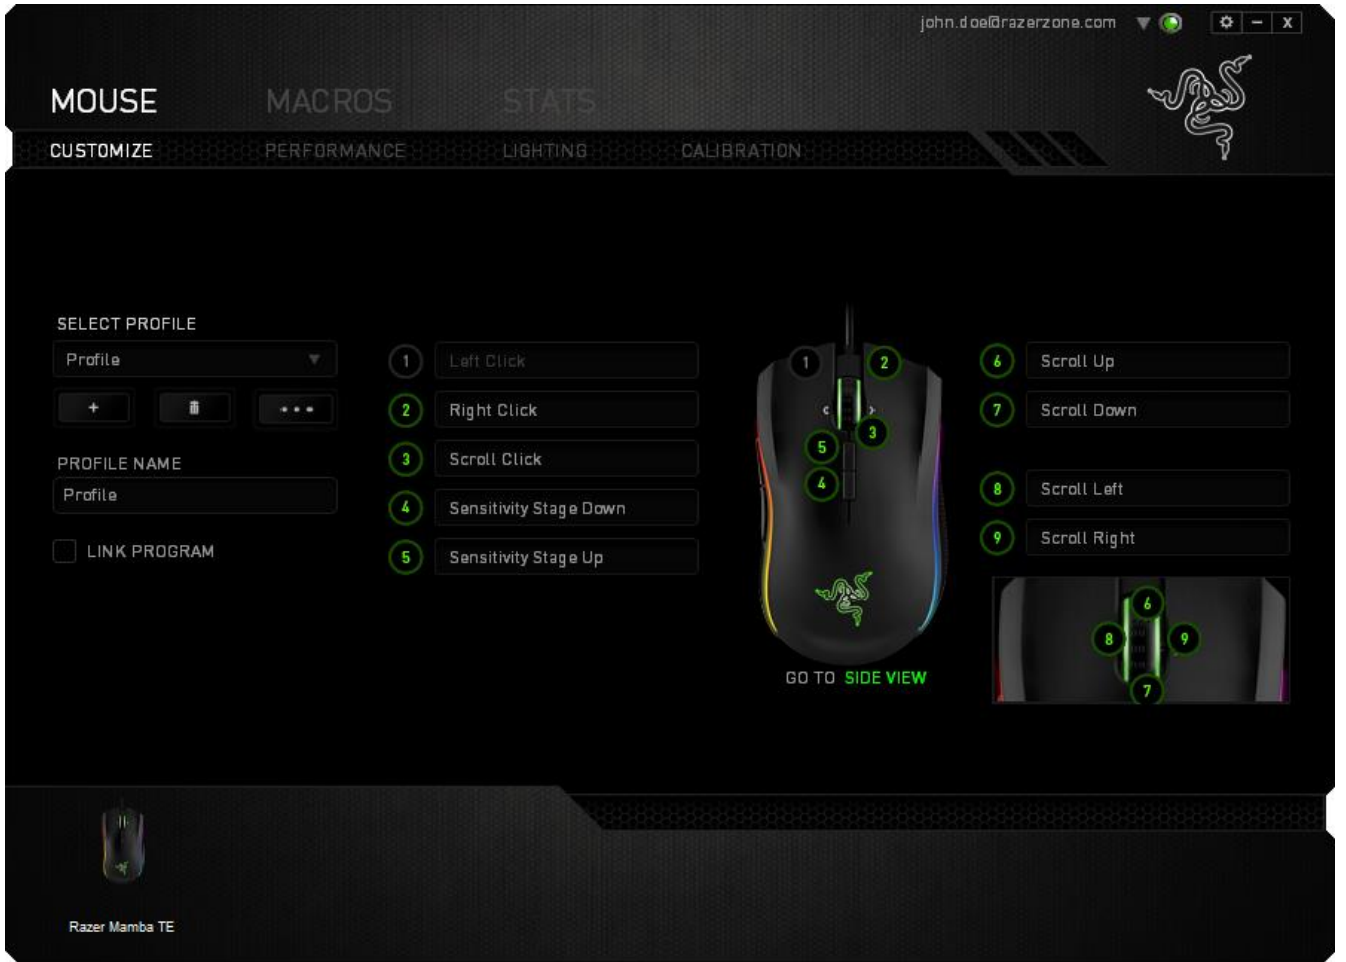 john.doe@razerzone.com
MOUSE MACROS STATS
CUSTOMIZE PERFORMANCE LIGHTING CALIBRATION
SELECT PROFILE
Profile
PROFILE NAME
Profile
LINK PROGRAM
1 Left Click
2 Right Click
3 Scroll Click
4 Sensitivity Stage Down
5 Sensitivity Stage Up
1 2
3
5
4
GO TO SIDE VIEW
6 Scroll Up
7 Scroll Down
8 Scroll Left
9 Scroll Right
6
8 9
7
Razer Mamba TE